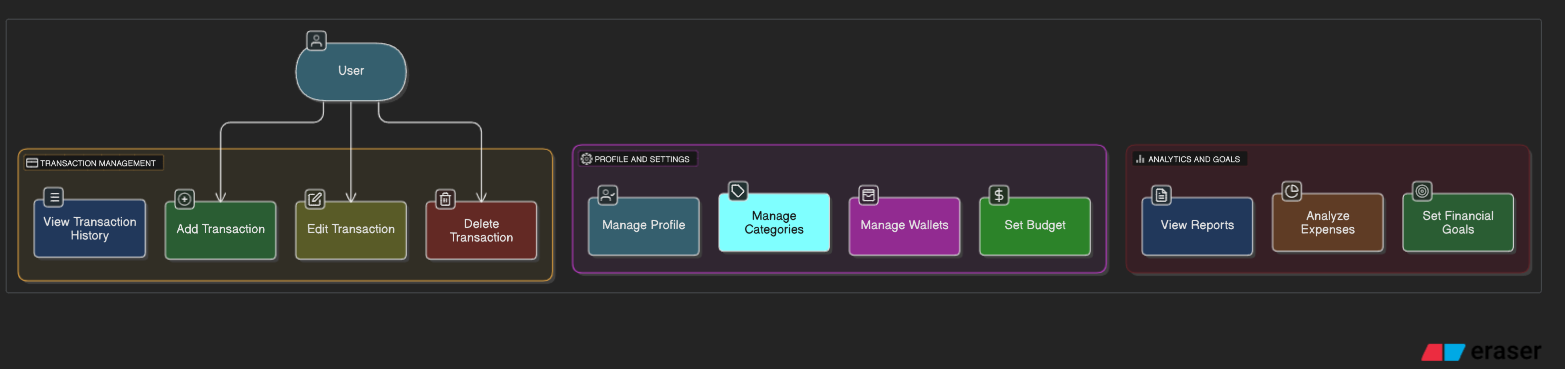 User
TRANSACTION MANAGEMENT
View Transaction
History
Add Transaction
Edit Transaction
Delete
Transaction
PROFILE AND SETTINGS
Manage Profile
Manage
Categories
Manage Wallets
Set Budget
ANALYTICS AND GOALS
View Reports
Analyze
Expenses
Set Financial
Goals
eraser